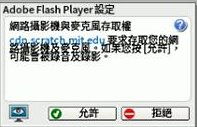 Adobe Flash Player 設定
網路攝影機與麥克風存取權
cdn.scratch.mit.edu 要求存取您的網
路攝影機及麥克風。如果您按 [允許]，
可能會被錄音及錄影。
允許
拒絕